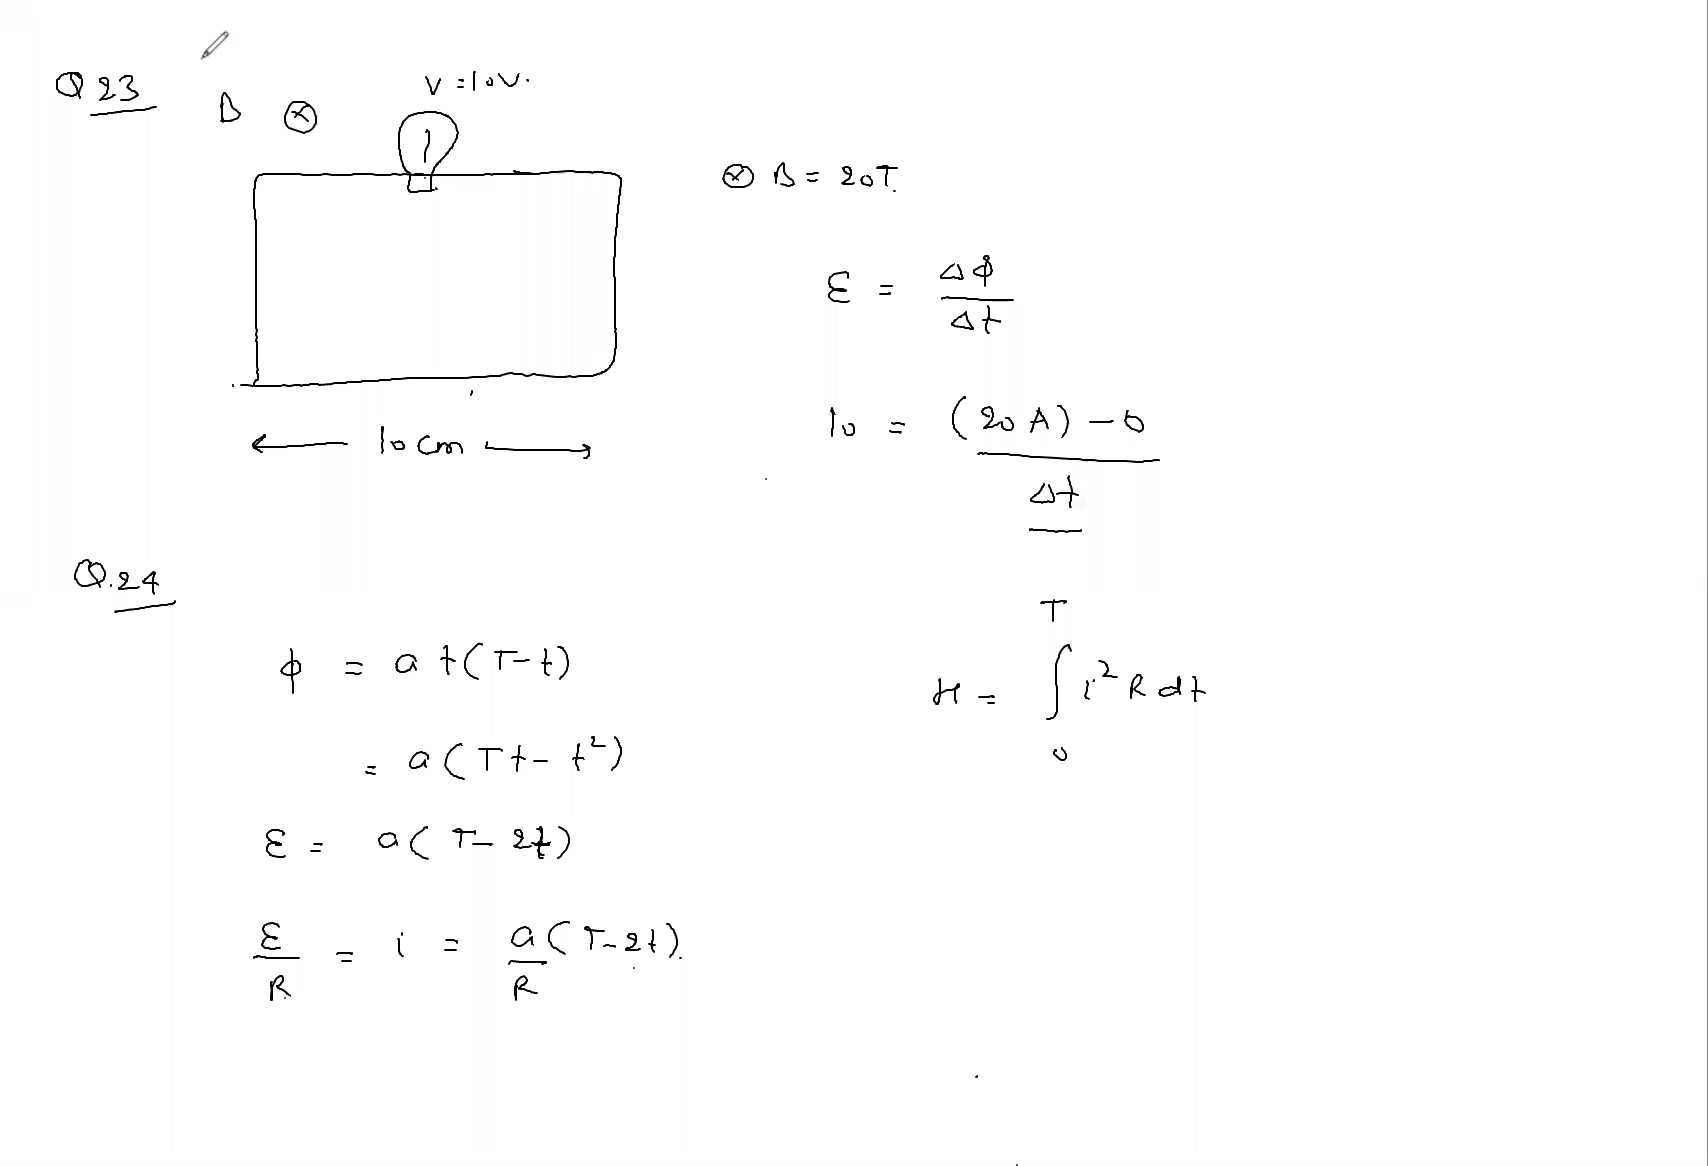 Q 23
B ⊗
V = 10V.
10 cm
⊗ B = 20T.
ε = Δφ / Δt
10 = (20 A) - 0 / Δt
Q.24
φ = a t(T-t)
= a(Tt - t²)
ε = a(T - 2t)
ε / R = i = a / R (T-2t).
H = ∫₀ᵀ i² R dt